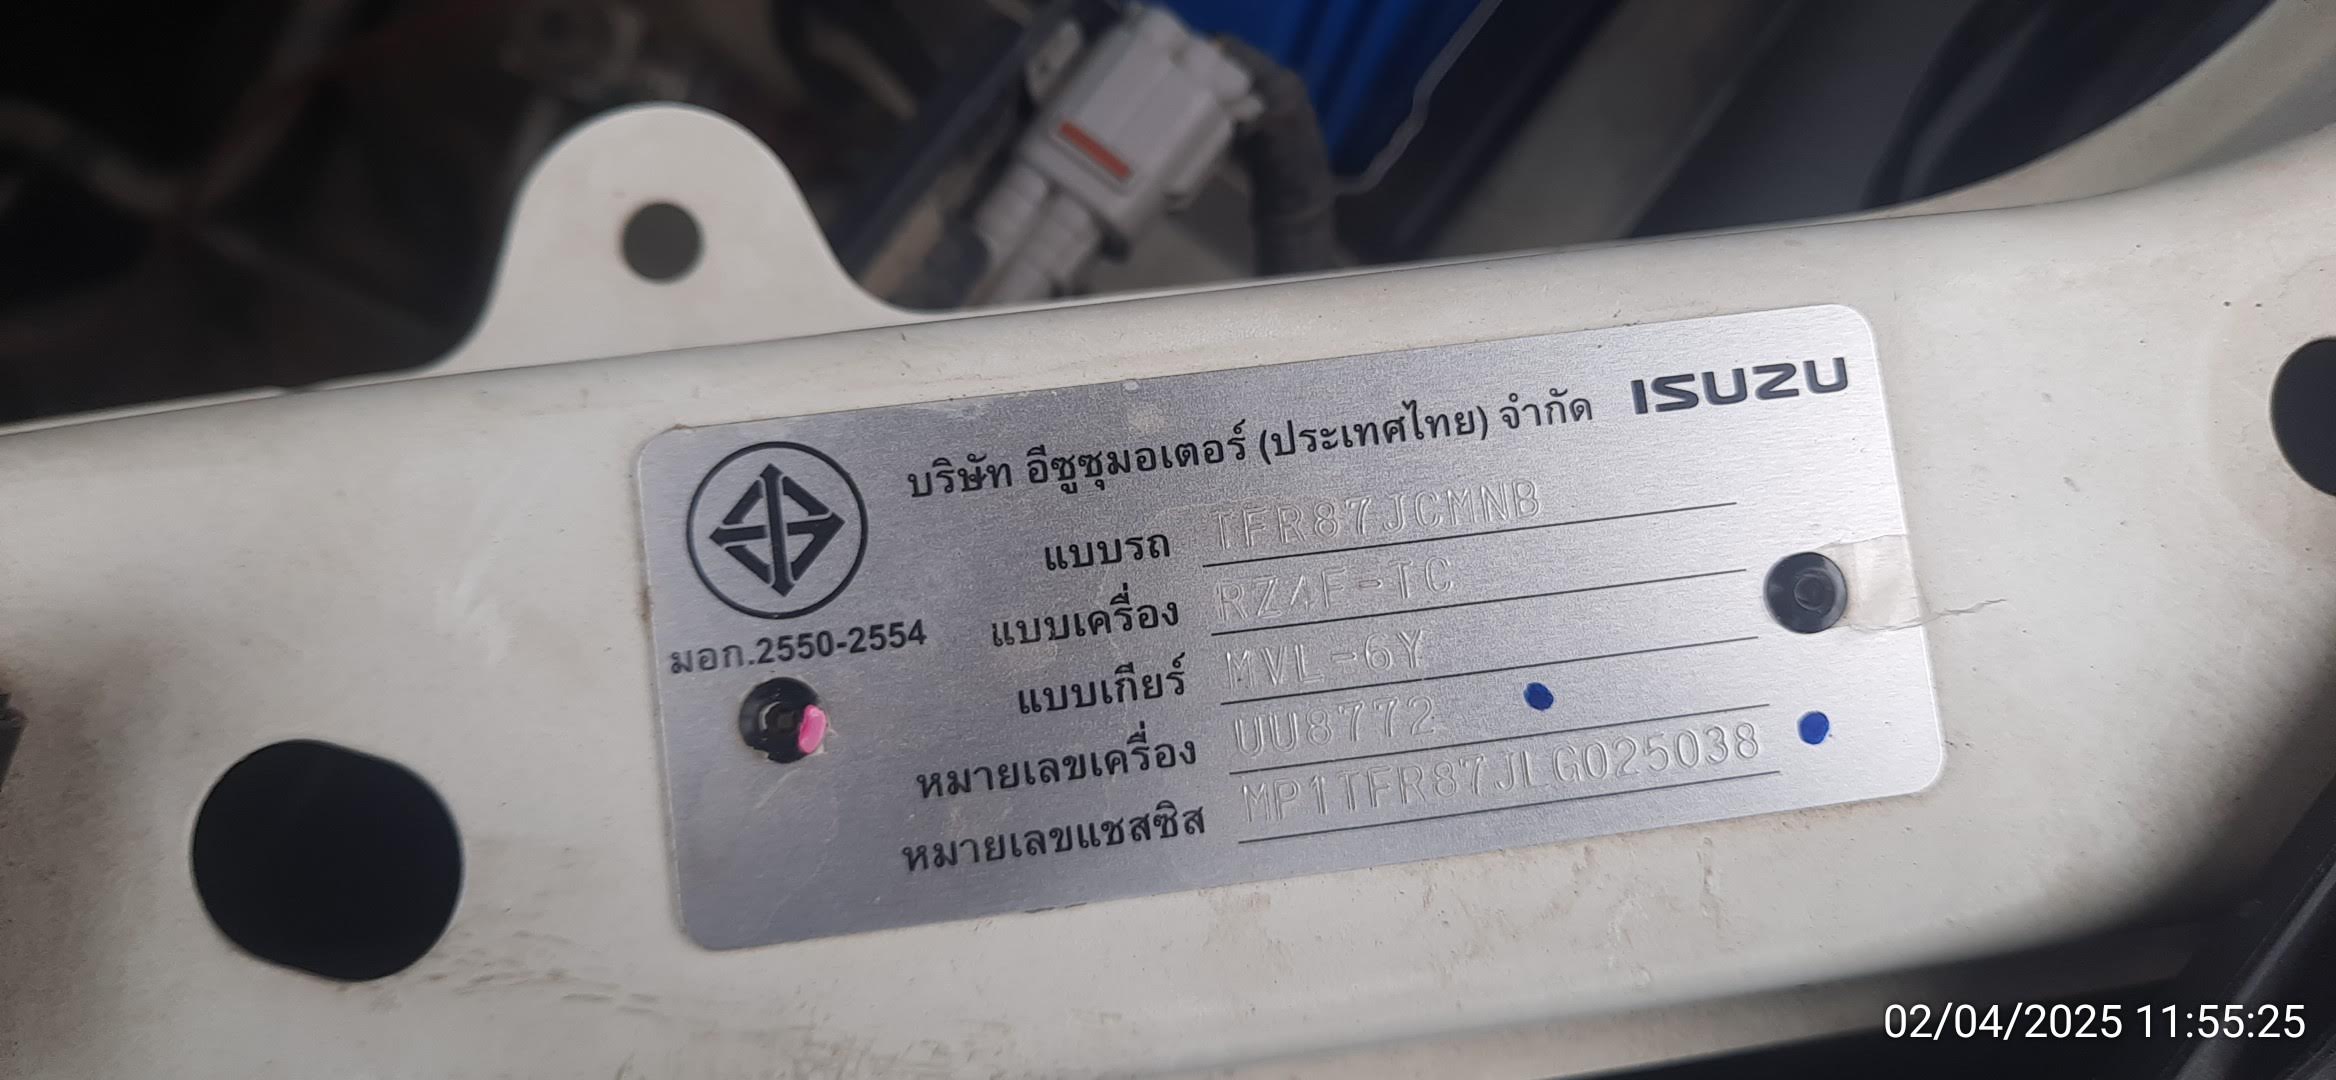 บริษัท อีซูซุมอเตอร์ (ประเทศไทย) จำกัด ISUZU
แบบรถ TFR87JCMNB
มอก.2550-2554
แบบเครื่อง RZ4E-TC
แบบเกียร์ MVL-6Y
หมายเลขเครื่อง UU8772
หมายเลขแชสซิส MP1TFR87JLG025038
02/04/2025 11:55:25